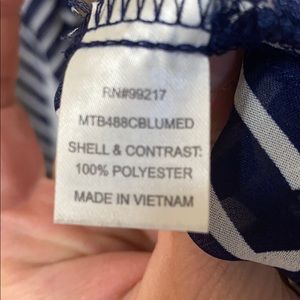 RN#99217
MTB488CBLUMED
SHELL & CONTRAST:
100% POLYESTER
MADE IN VIETNAM